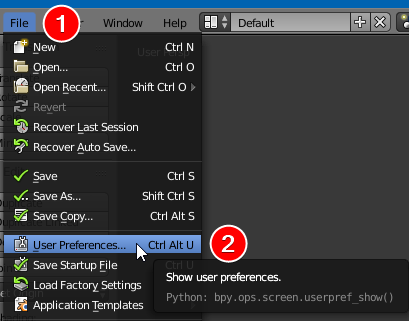 File
1
Window
Help
Default
New Ctrl N
Open... Ctrl O
Open Recent... Shift Ctrl O
Revert
Recover Last Session
Recover Auto Save...
Save Ctrl S
Save As... Shift Ctrl S
Save Copy... Ctrl Alt S
User Preferences... Ctrl Alt U
2
Save Startup File Ctrl U
Load Factory Settings
Application Templates
Show user preferences.
Python: bpy.ops.screen.userpref_show()